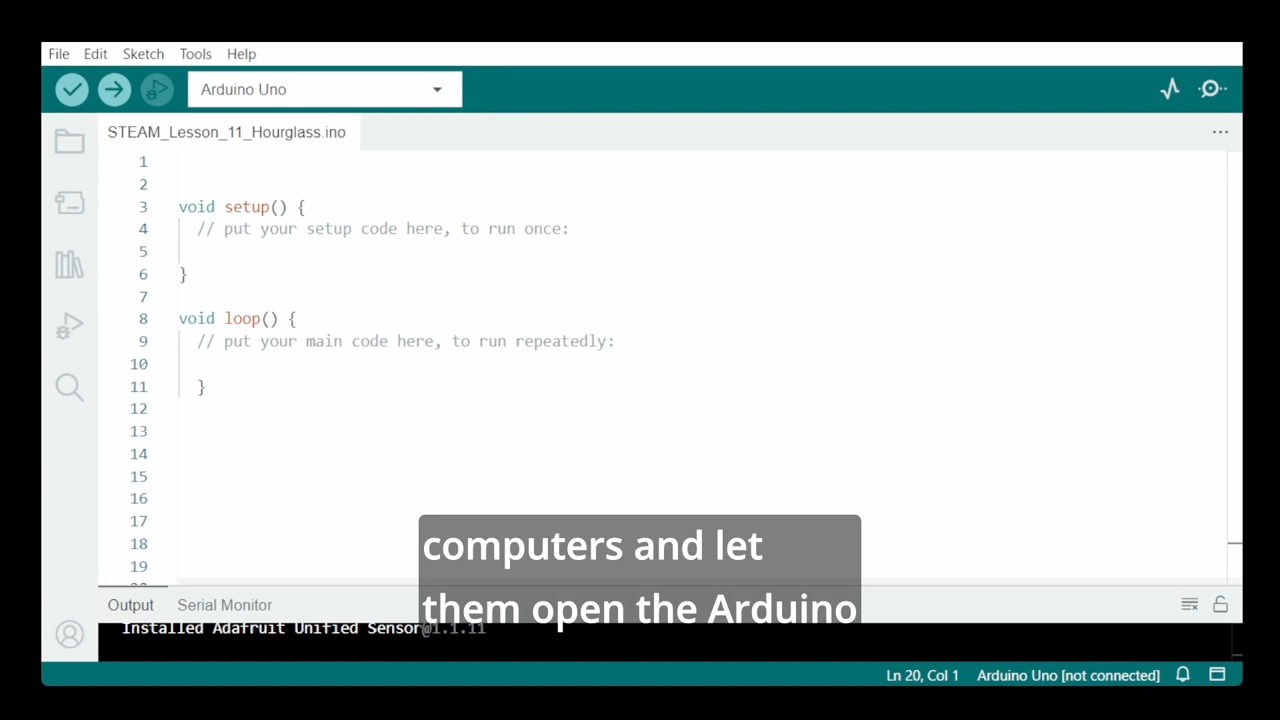 File Edit Sketch Tools Help
Arduino Uno
STEAM_Lesson_11_Hourglass.ino
1
2
3 void setup() {
4 // put your setup code here, to run once:
5
6 }
7
8 void loop() {
9 // put your main code here, to run repeatedly:
10
11 }
12
13
14
15
16
17
18
19
computers and let
them open the Arduino
Output Serial Monitor
Installed Adafruit Unified Sensor@1.1.11
Ln 20, Col 1 Arduino Uno [not connected]